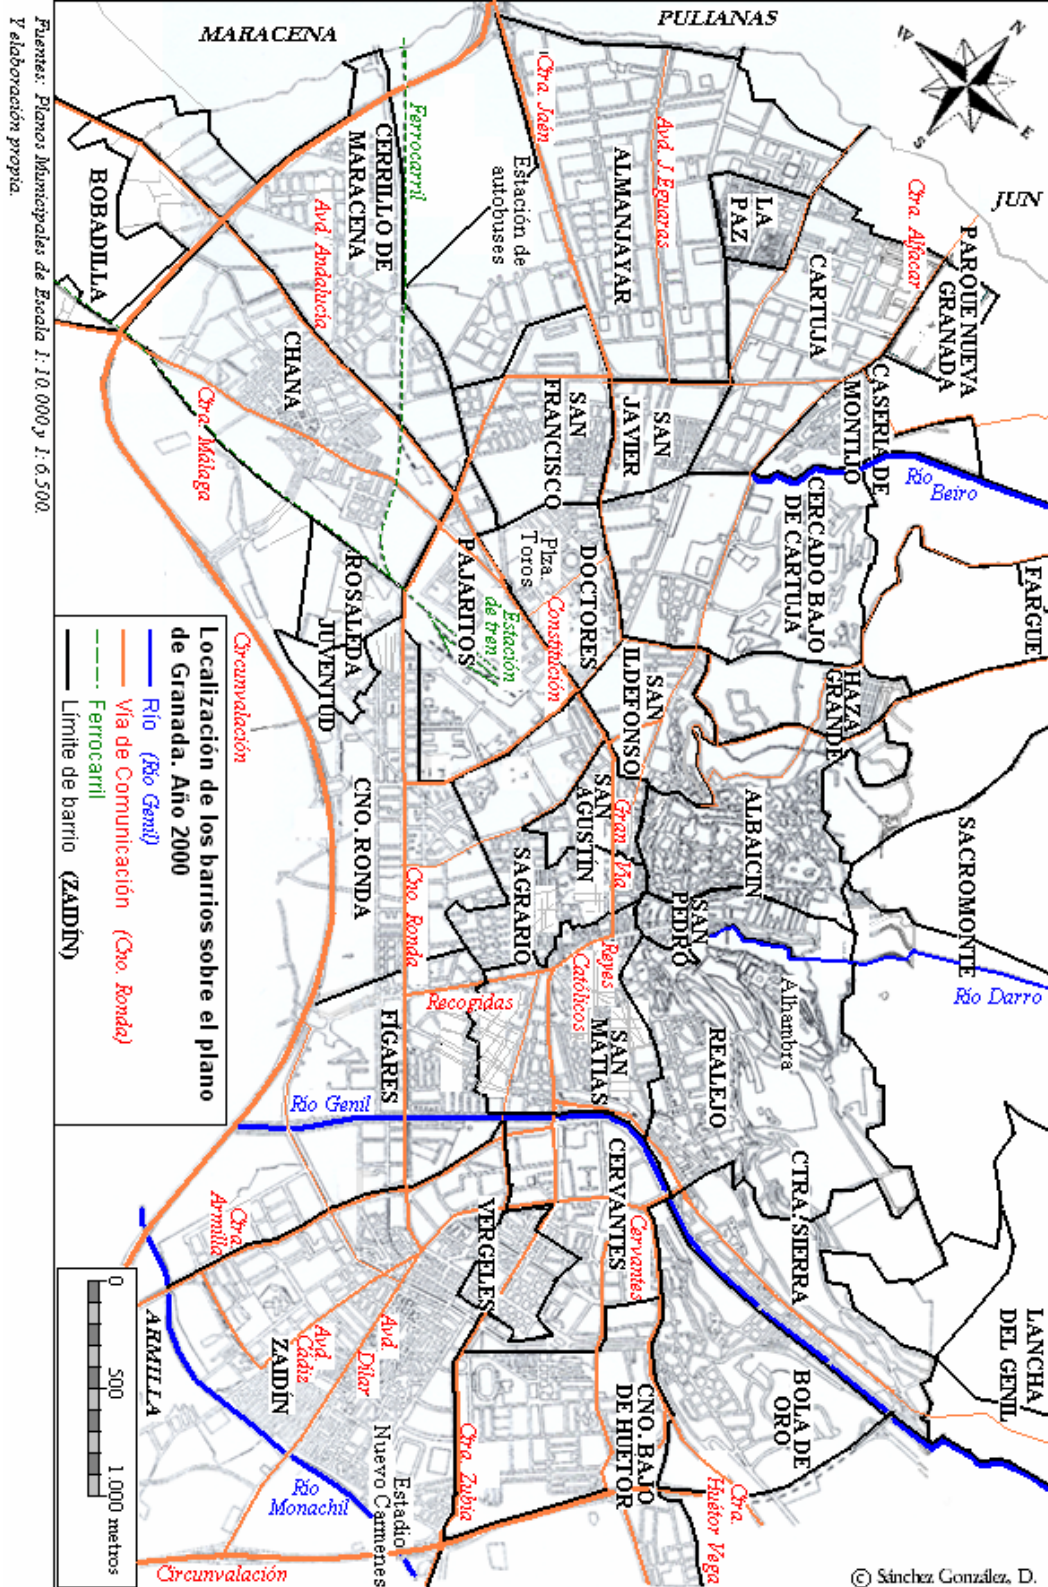 MARACENA
PULIANAS
N
W
E
S
JUN
Ctra. Jaén
Ferrocarril
CERRILLO DE
MARACENA
Estación de
autobuses
ALMANJAYAR
Avd. J.Eguaras
LA
PAZ
CARTUJA
Ctra. Alfacar
PARQUE NUEVA
GRANADA
BOBADILLA
Avd. Andalucía
CHANA
Ctra. Málaga
SAN
FRANCISCO
SAN
JAVIER
CASERIA DE
MONTIJO
Río
Beiro
CERCADO BAJO
DE CARTUJA
FARGUE
ROSALEDA
JUVENTUD
PAJARITOS
Plza.
Toros
DOCTORES
Estación
de tren
Constitución
SAN
ILDEFONSO
HAZA
GRANDE
Circunvalación
CNO. RONDA
Cno. Ronda
SAN
AGUSTÍN
Gran Vía
SAGRARIO
ALBAICIN
SACROMONTE
SAN
PEDRO
Río Darro
Alhambra
Reyes
Católicos
Recogidas
FÍGARES
SAN
MATIAS
REALEJO
Río Genil
CERVANTES
Cervantes
VERGELES
CTRA. SIERRA
Ctra.
Armilla
ARMILLA
ZAIDÍN
Avd.
Cádiz
Avd.
Dílar
LANCHA
DEL GENIL
BOLA DE
ORO
CNO. BAJO
DE HUETOR
Ctra. Zubia
Ctra.
Huétor Vega
Río
Monachil
Estadio
Nuevo Carmenes
Circunvalación
Localización de los barrios sobre el plano
de Granada. Año 2000
Río (Río Genil)
Vía de Comunicación (Cno. Ronda)
Ferrocarril
Límite de barrio (ZAIDÍN)
0 500 1.000 metros
Fuentes: Planos Municipales de Escala 1:10.000 y 1:6.500.
Y elaboración propia.
© Sánchez González, D.